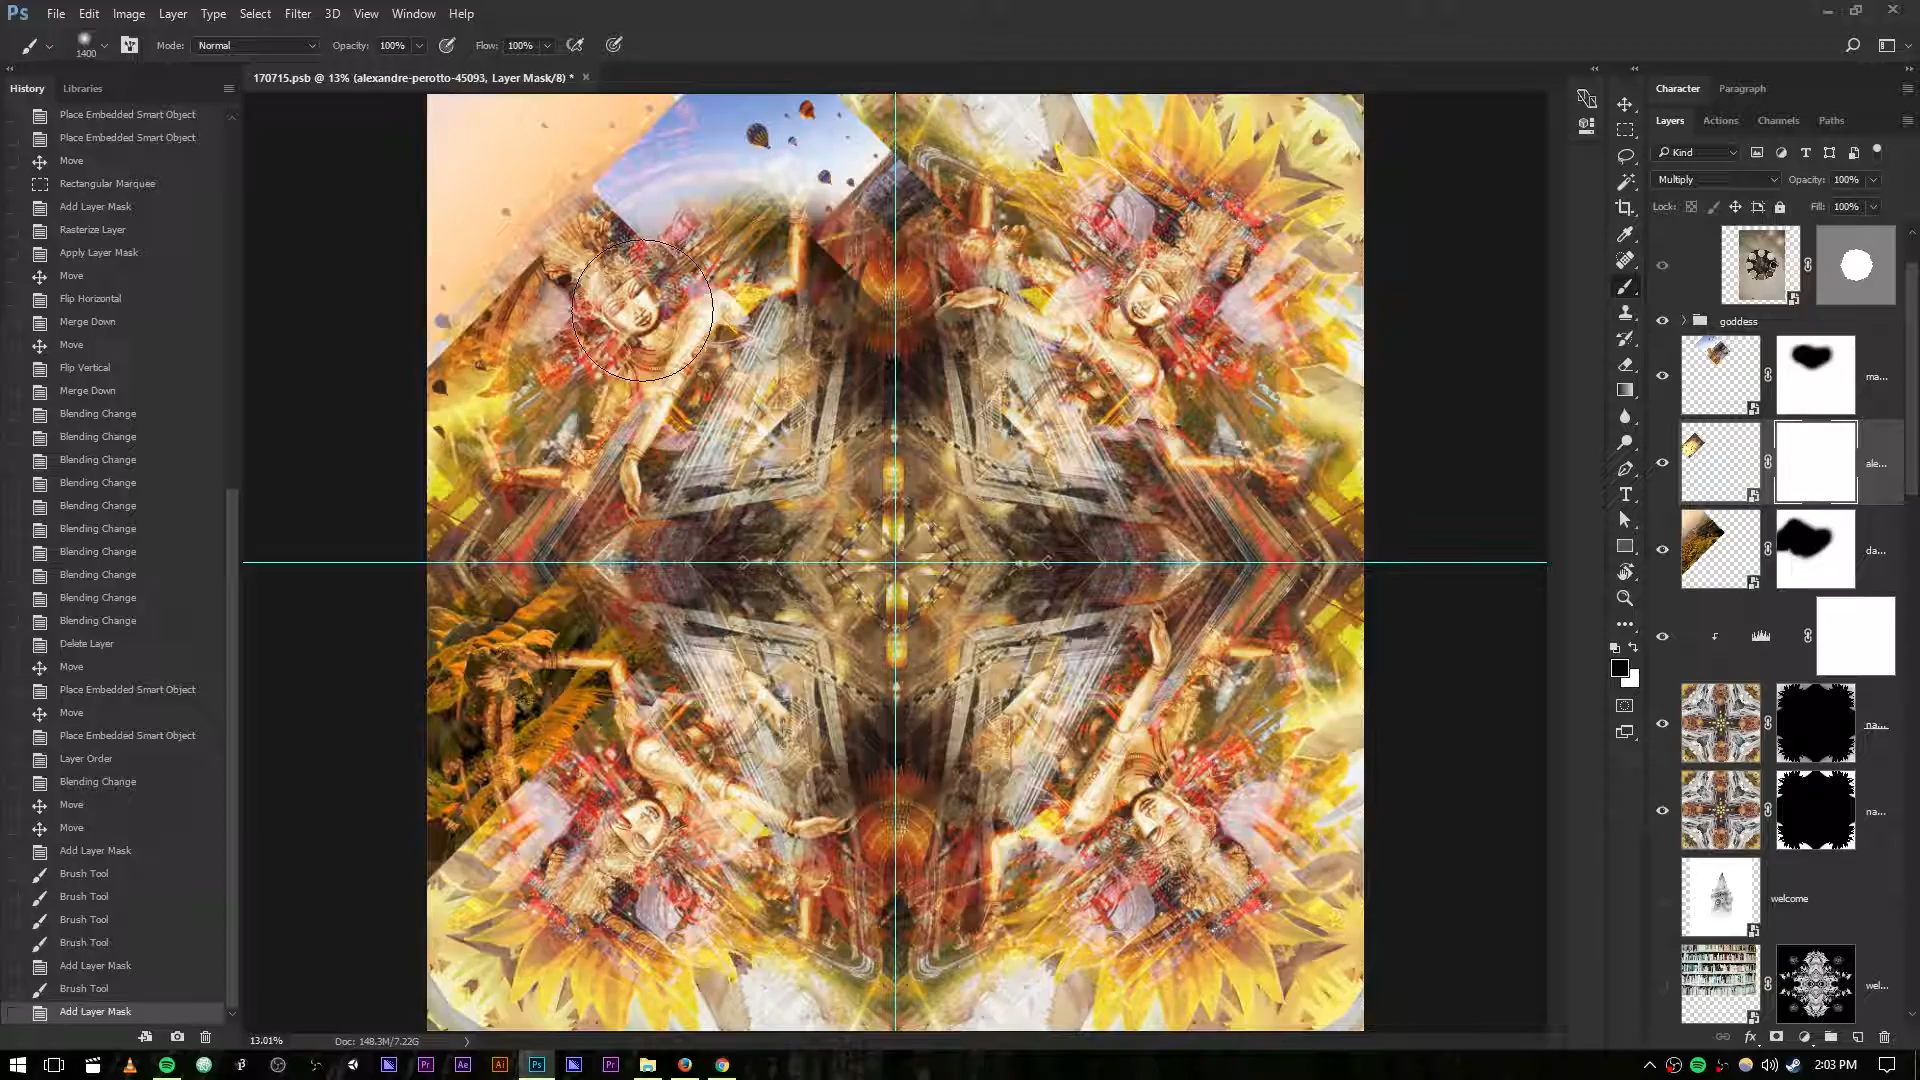 Ps File Edit Image Layer Type Select Filter 3D View Window Help
1400 Mode: Normal Opacity: 100% Flow: 100%
170715.psb @ 13% (alexandre-perotto-45093, Layer Mask/8) * ×
History Libraries
Place Embedded Smart Object
Place Embedded Smart Object
Move
Rectangular Marquee
Add Layer Mask
Rasterize Layer
Apply Layer Mask
Move
Flip Horizontal
Merge Down
Move
Flip Vertical
Merge Down
Blending Change
Blending Change
Blending Change
Blending Change
Blending Change
Blending Change
Blending Change
Blending Change
Blending Change
Blending Change
Delete Layer
Move
Place Embedded Smart Object
Move
Place Embedded Smart Object
Layer Order
Blending Change
Move
Move
Add Layer Mask
Brush Tool
Brush Tool
Brush Tool
Brush Tool
Add Layer Mask
Brush Tool
Add Layer Mask
Character Paragraph
Layers Actions Channels Paths
Kind
Multiply Opacity: 100%
Lock: Fill: 100%
goddess
ma...
ale...
da...
na...
na...
welcome
wel...
fx
13.01% Doc: 148.3M/7.22G
Pr Ae Ai Ps Pr
2:03 PM